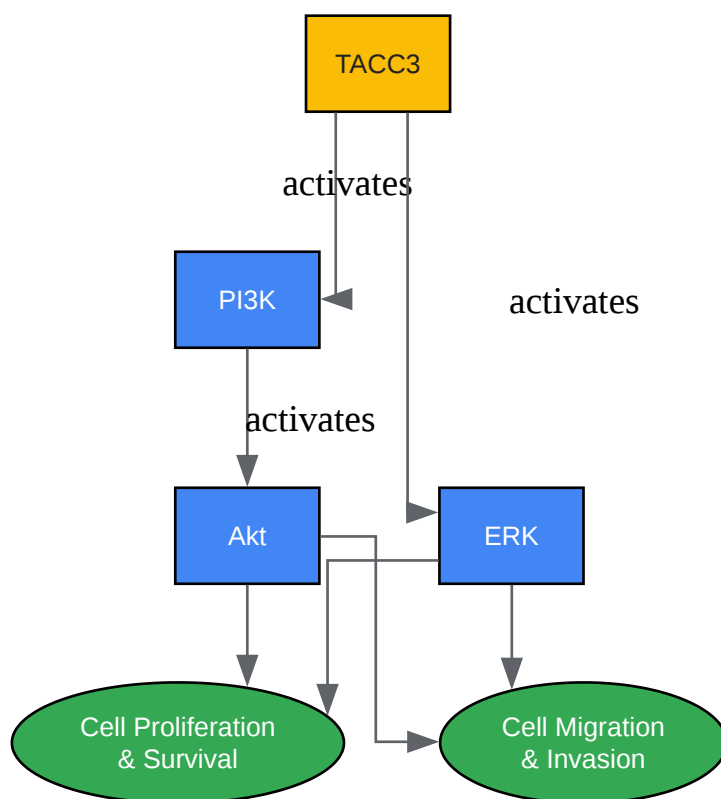 TACC3
activates
PI3K
activates
activates
Akt
ERK
Cell Proliferation
& Survival
Cell Migration
& Invasion